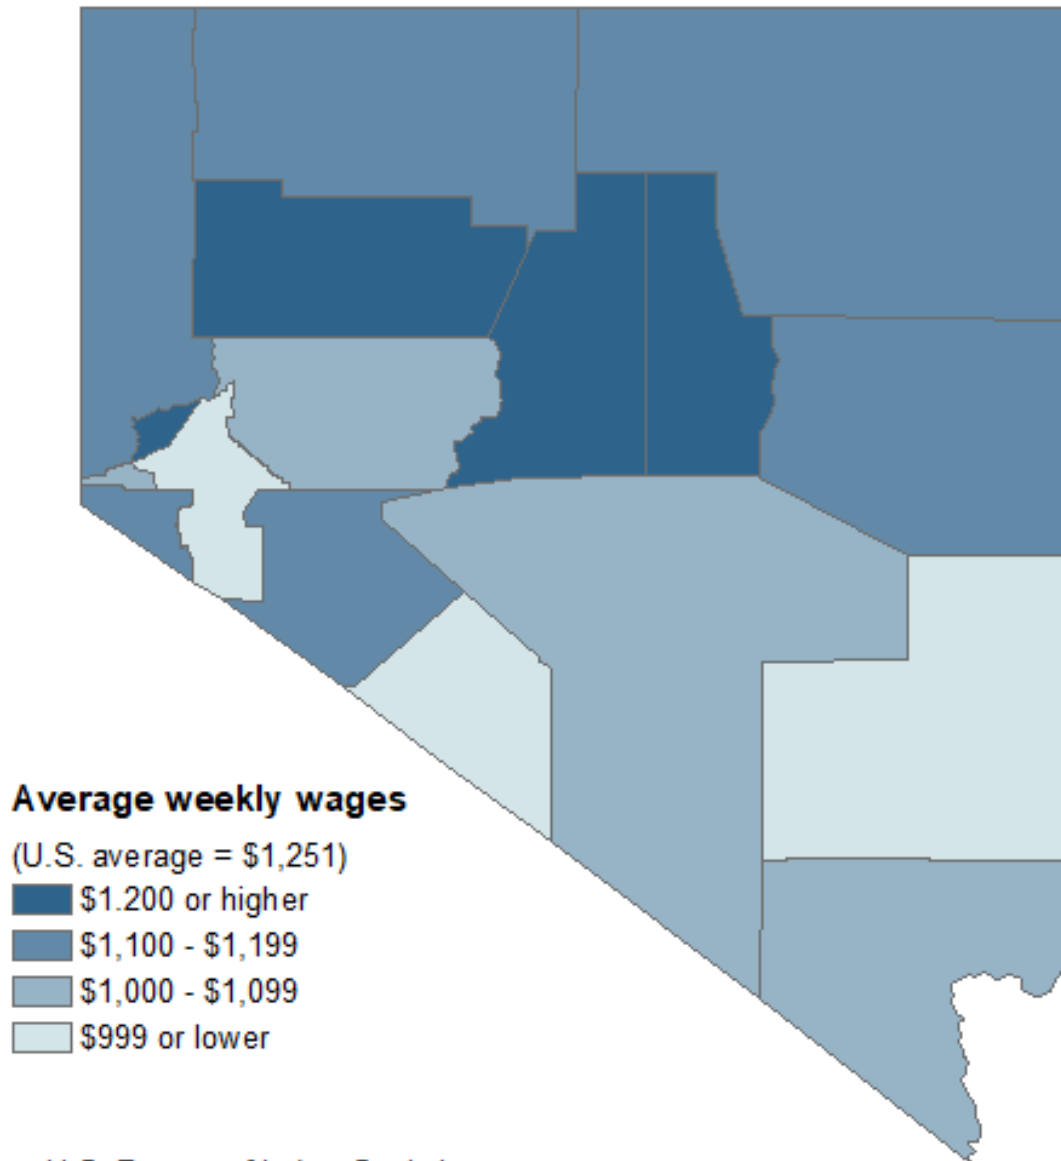 Average weekly wages
(U.S. average = $1,251)
$1.200 or higher
$1,100 - $1,199
$1,000 - $1,099
$999 or lower